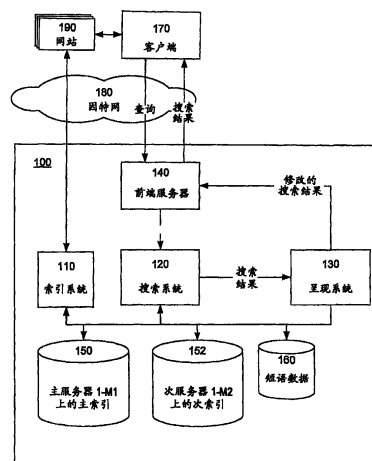 190
网站
170
客户端
180
因特网
查询
搜索
结果
100
140
前端服务器
修改的
搜索结果
110
索引系统
120
搜索系统
搜索
结果
130
呈现系统
150
主服务器 1-M1
上的主索引
152
次服务器 1-M2
上的次索引
160
短语数据